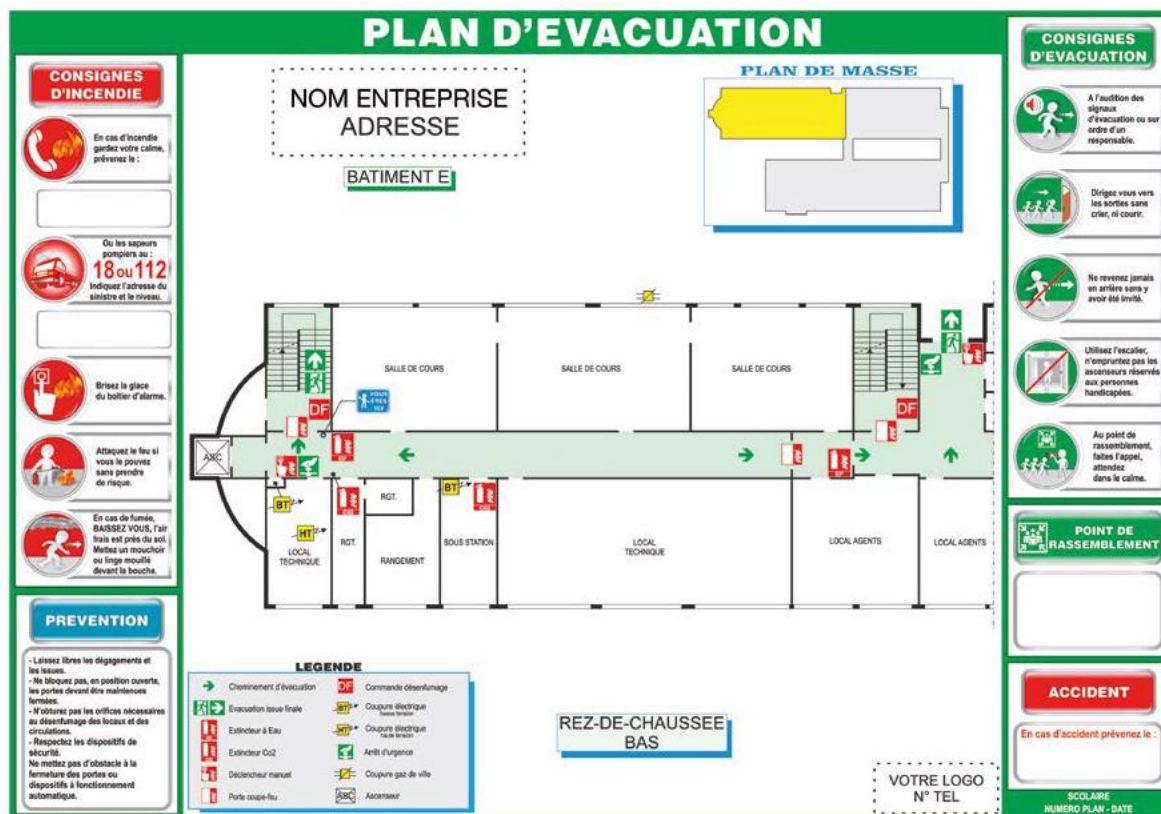 PLAN D'EVACUATION
CONSIGNES
D'INCENDIE
En cas d'incendie
gardez votre calme,
prévenez le :
Ou les sapeurs
pompiers au :
18 ou 112
Indiquez l'adresse du
sinistre et le niveau.
Brisez la glace
du boîtier d'alarme.
Attaquez le feu si
vous le pouvez
sans prendre
de risque.
En cas de fumée,
BAISSEZ VOUS, l'air
frais est près du sol.
Mettez un mouchoir
ou linge mouillé
devant la bouche.
PREVENTION
- Laissez libres les dégagements et
les issues.
- Ne bloquez pas, en position ouverte,
les portes devant être maintenues
fermées.
- N'obturez pas les orifices nécessaires
au désenfumage des locaux et des
circulations.
- Respectez les dispositifs de
sécurité.
Ne mettez pas d'obstacle à la
fermeture des portes ou
dispositifs à fonctionnement
automatique.
NOM ENTREPRISE
ADRESSE
BATIMENT E
PLAN DE MASSE
SALLE DE COURS
SALLE DE COURS
SALLE DE COURS
VOUS
ÊTES
ICI
DF
DF
ASC
BT
HT
BT
LOCAL
TECHNIQUE
RGT.
RGT.
RANGEMENT
SOUS STATION
LOCAL
TECHNIQUE
LOCAL AGENTS
LOCAL AGENTS
LEGENDE
Cheminement d'évacuation
Evacuation issue finale
Extincteur à Eau
Extincteur Co2
Déclencheur manuel
Porte coupe-feu
DF
Commande désenfumage
BT
Coupure électrique
basse tension
HT
Coupure électrique
haute tension
Arrêt d'urgence
Coupure gaz de ville
ASC
Ascenseur
REZ-DE-CHAUSSEE
BAS
VOTRE LOGO
N° TEL
CONSIGNES
D'EVACUATION
A l'audition des
signaux
d'évacuation ou sur
ordre d'un
responsable.
Dirigez vous vers
les sorties sans
crier, ni courir.
Ne revenez jamais
en arrière sans y
avoir été invité.
Utilisez l'escalier,
n'empruntez pas les
ascenseurs réservés
aux personnes
handicapées.
Au point de
rassemblement,
faites l'appel,
attendez
dans le calme.
POINT DE
RASSEMBLEMENT
ACCIDENT
En cas d'accident prévenez le :
SCOLAIRE
NUMERO PLAN - DATE